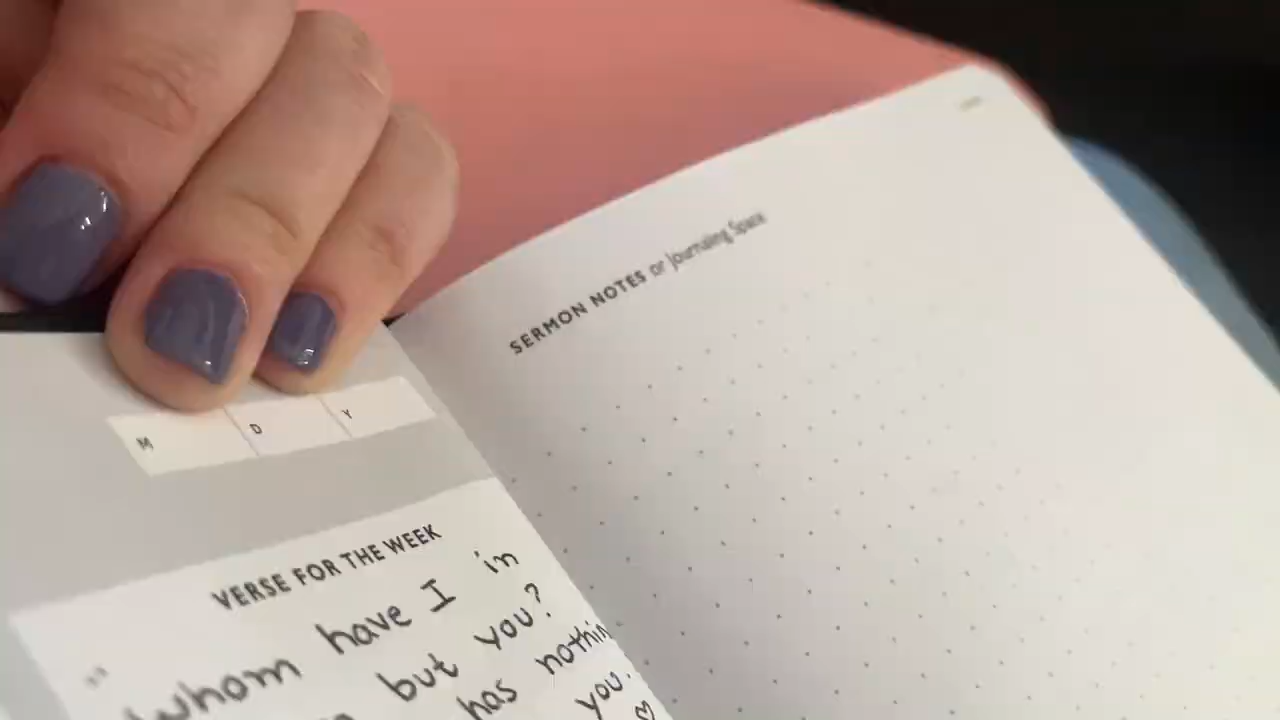 SERMON NOTES or Journaling Space
M D Y
VERSE FOR THE WEEK
"whom have I in
but you?
has nothin
you.